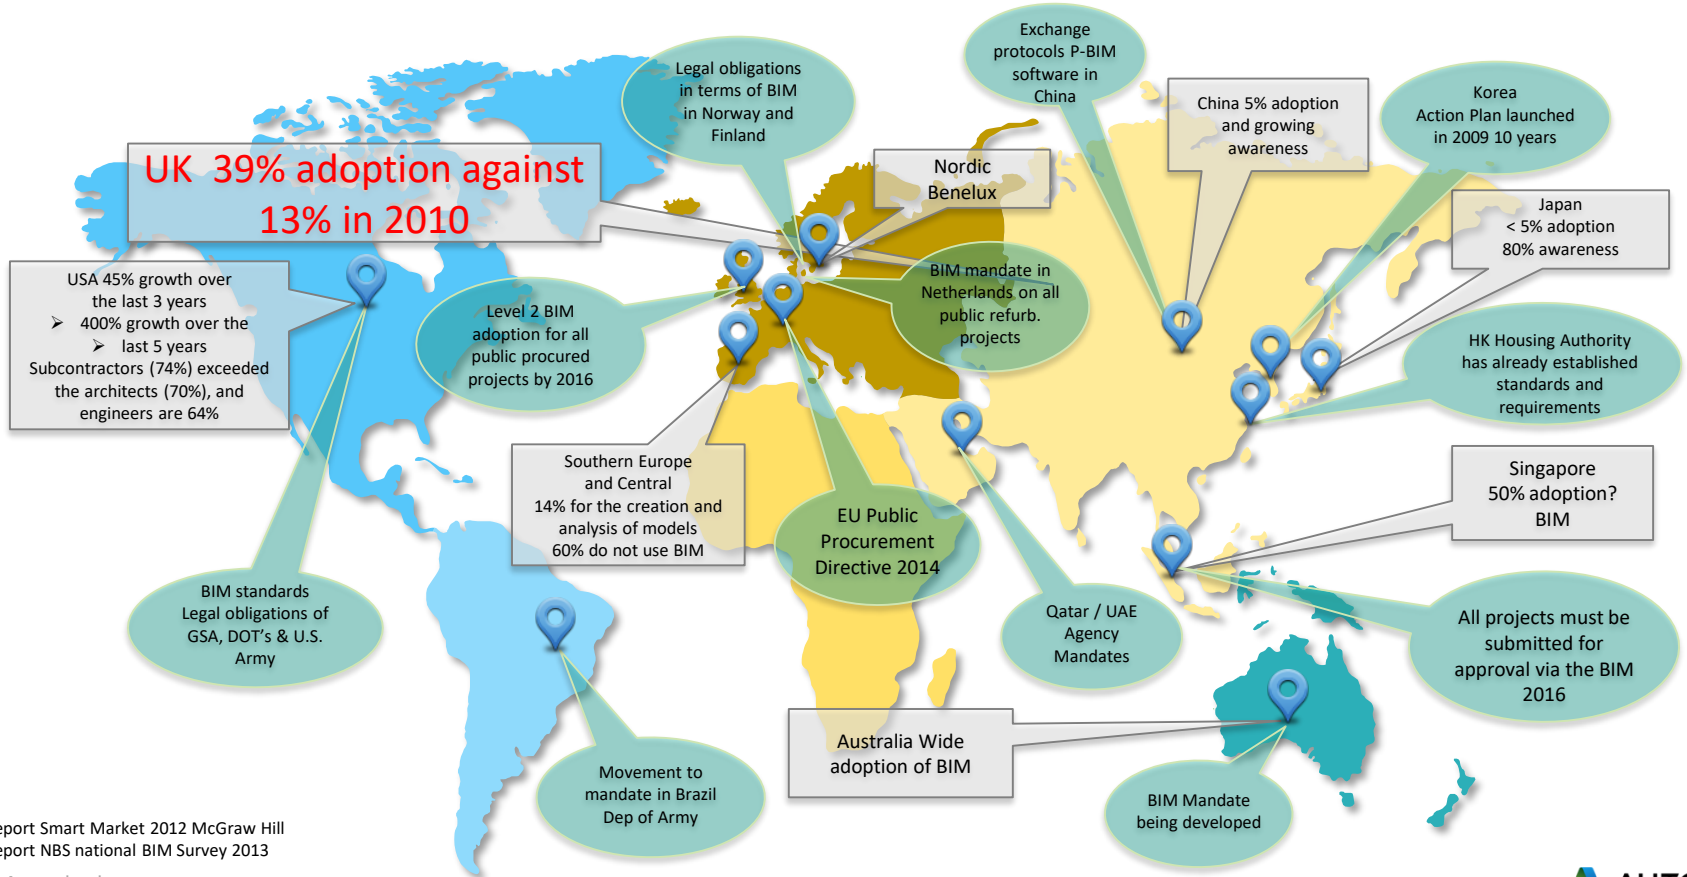 Exchange
protocols P-BIM
software in
China
Legal obligations
in terms of BIM
in Norway and
Finland
China 5% adoption
and growing
awareness
Korea
Action Plan launched
in 2009 10 years
UK 39% adoption against
13% in 2010
Nordic
Benelux
Japan
< 5% adoption
80% awareness
USA 45% growth over
the last 3 years
➢ 400% growth over the
➢ last 5 years
Subcontractors (74%) exceeded
the architects (70%), and
engineers are 64%
Level 2 BIM
adoption for all
public procured
projects by 2016
BIM mandate in
Netherlands on all
public refurb.
projects
HK Housing Authority
has already established
standards and
requirements
Southern Europe
and Central
14% for the creation and
analysis of models
60% do not use BIM
EU Public
Procurement
Directive 2014
Singapore
50% adoption?
BIM
BIM standards
Legal obligations of
GSA, DOT's & U.S.
Army
Qatar / UAE
Agency
Mandates
All projects must be
submitted for
approval via the BIM
2016
Australia Wide
adoption of BIM
Movement to
mandate in Brazil
Dep of Army
BIM Mandate
being developed
eport Smart Market 2012 McGraw Hill
eport NBS national BIM Survey 2013